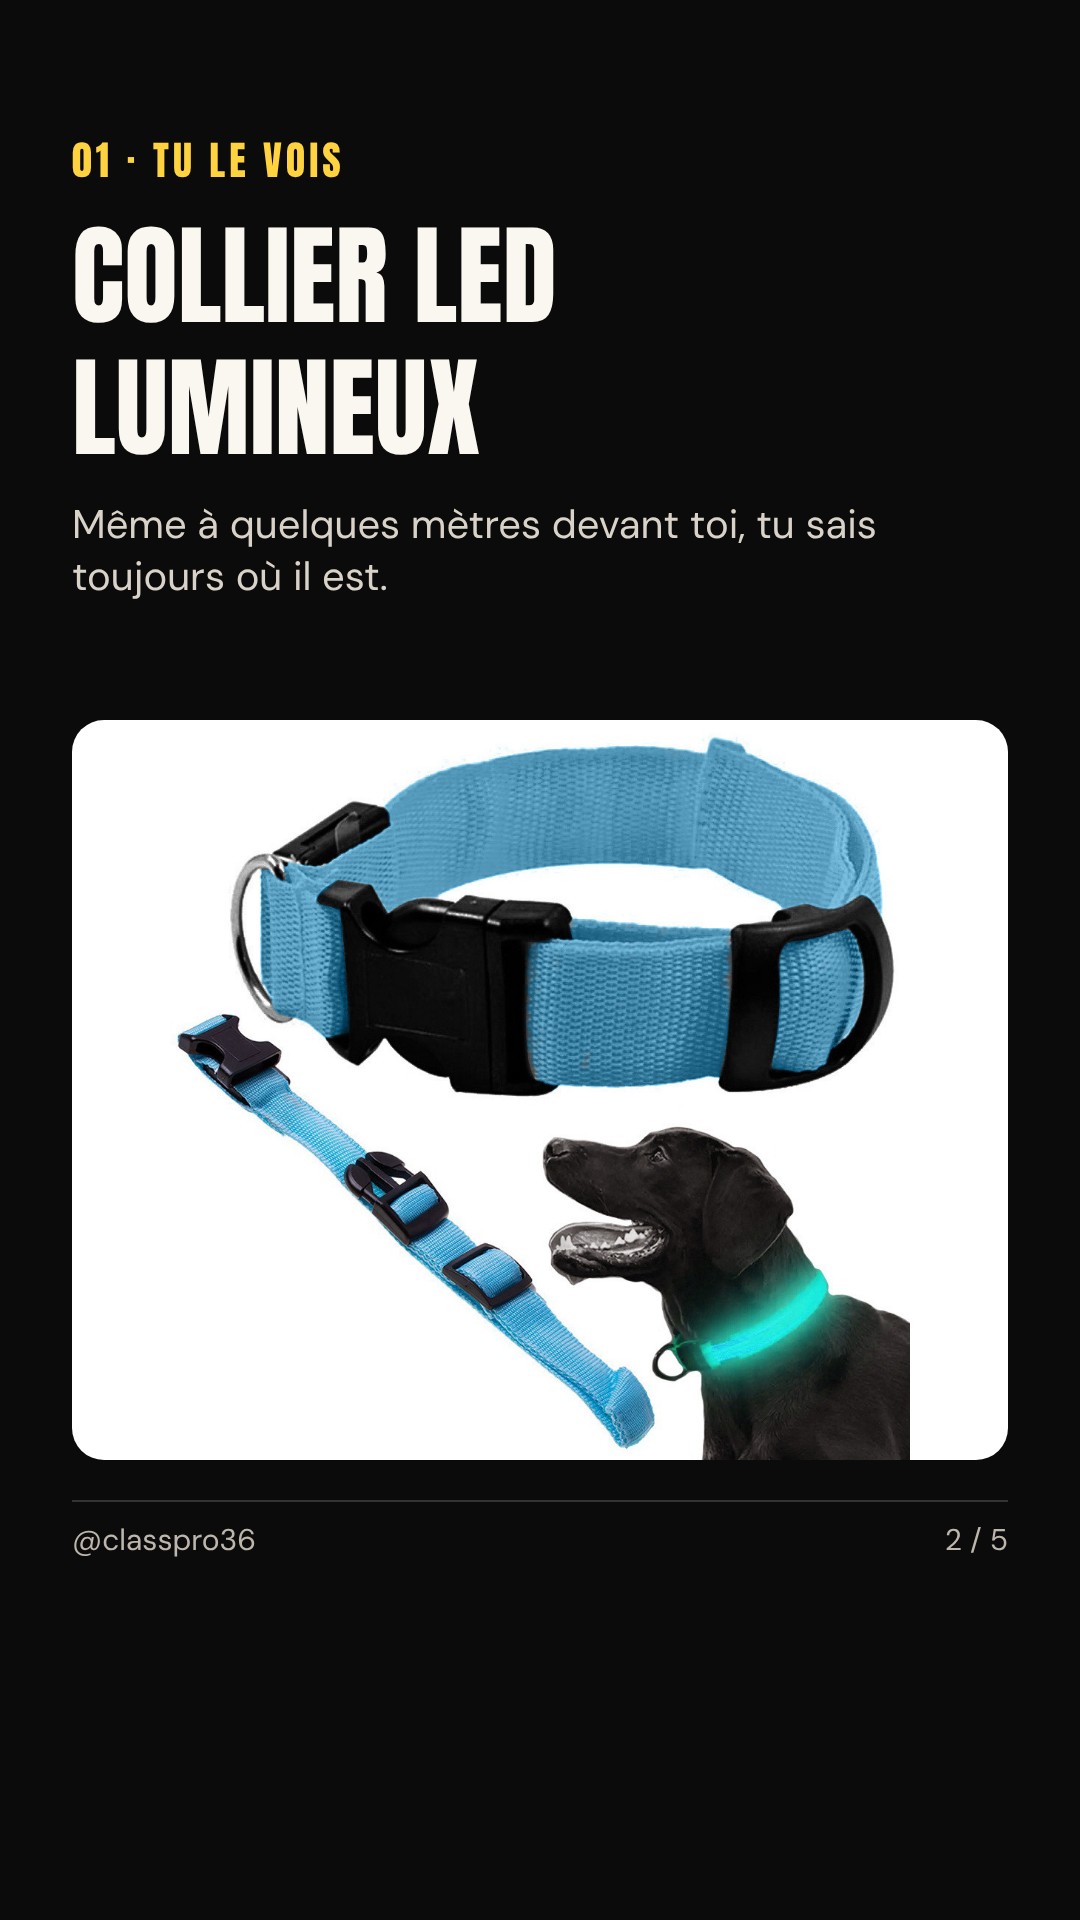 01 · TU LE VOIS
COLLIER LED
LUMINEUX
Même à quelques mètres devant toi, tu sais
toujours où il est.
@classpro36
2 / 5